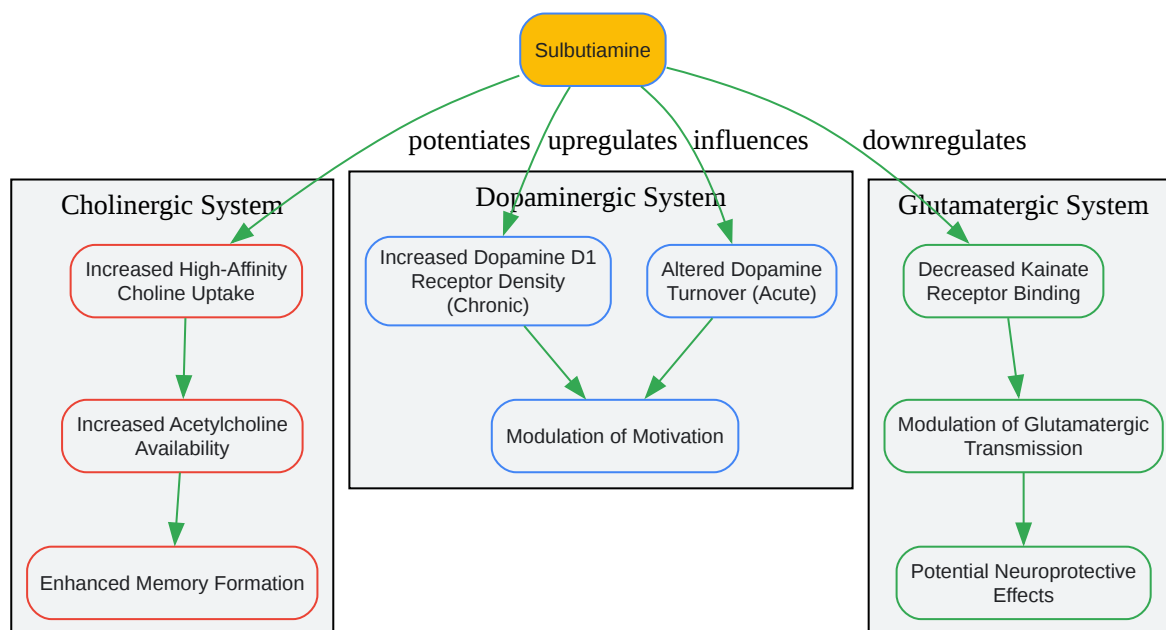 Sulbutiamine
potentiates
upregulates
influences
downregulates
Cholinergic System
Increased High-Affinity
Choline Uptake
Increased Acetylcholine
Availability
Enhanced Memory Formation
Dopaminergic System
Increased Dopamine D1
Receptor Density
(Chronic)
Altered Dopamine
Turnover (Acute)
Modulation of Motivation
Glutamatergic System
Decreased Kainate
Receptor Binding
Modulation of Glutamatergic
Transmission
Potential Neuroprotective
Effects